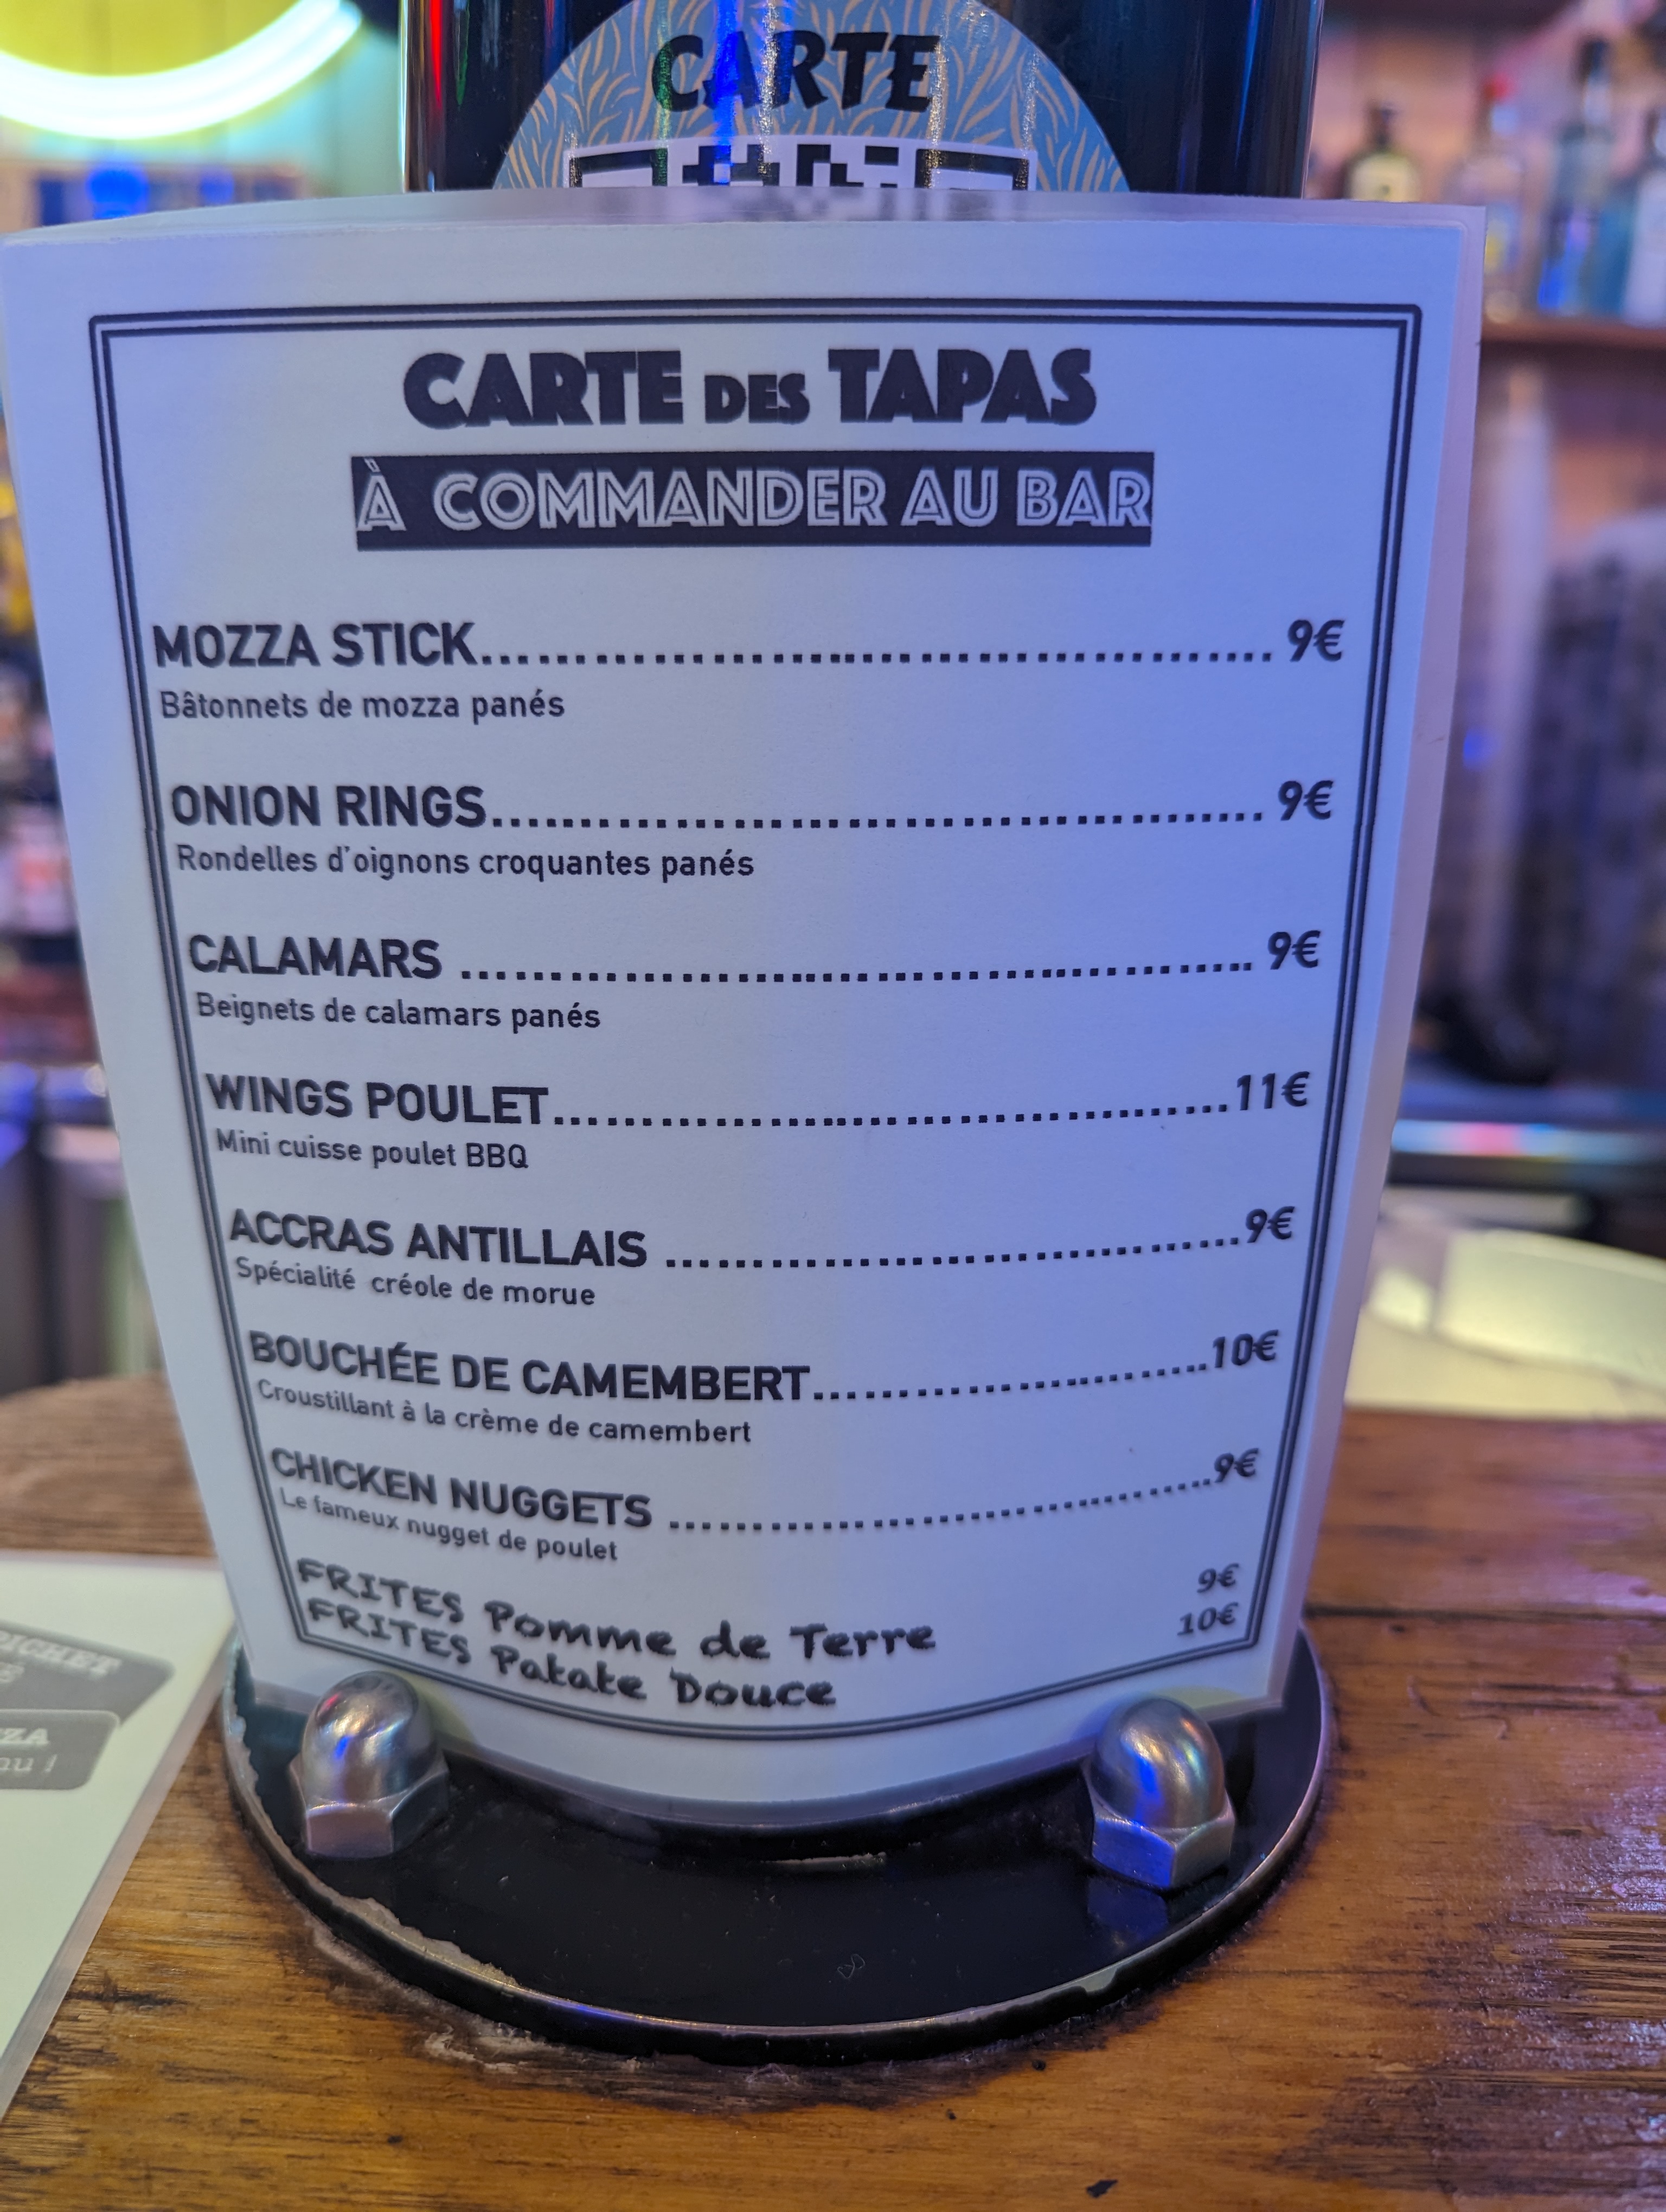 CARTE
CARTE DES TAPAS
À COMMANDER AU BAR
MOZZA STICK.......................................... 9€
Bâtonnets de mozza panés
ONION RINGS.......................................... 9€
Rondelles d'oignons croquantes panés
CALAMARS .......................................... 9€
Beignets de calamars panés
WINGS POULET.....................................11€
Mini cuisse poulet BBQ
ACCRAS ANTILLAIS ................................9€
Spécialité créole de morue
BOUCHÉE DE CAMEMBERT.......................10€
Croustillant à la crème de camembert
CHICKEN NUGGETS ................................9€
Le fameux nugget de poulet
FRITES Pomme de Terre 9€
FRITES Patate Douce 10€